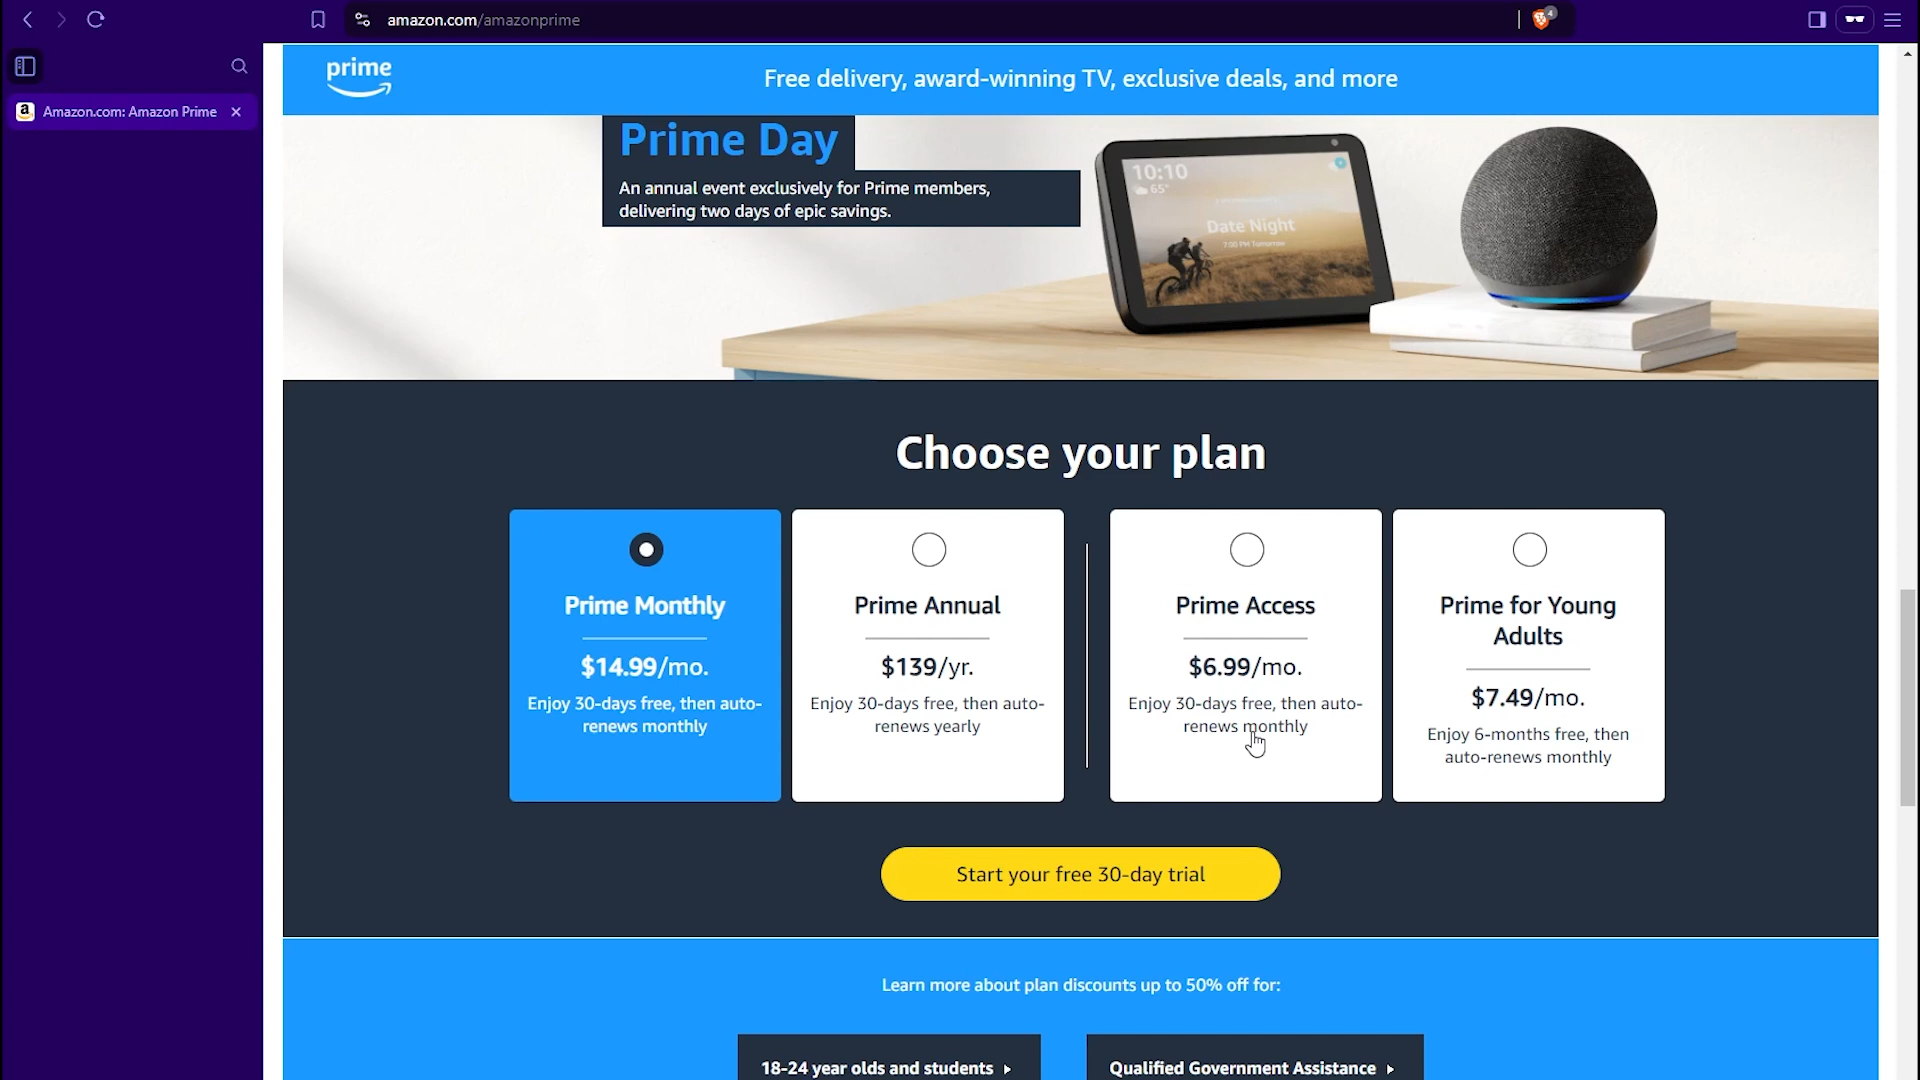 amazon.com/amazonprime
4
Amazon.com: Amazon Prime
prime
Free delivery, award-winning TV, exclusive deals, and more
Prime Day
An annual event exclusively for Prime members,
delivering two days of epic savings.
10:10
65°
Date Night
7:00 PM Tomorrow
Choose your plan
Prime Monthly
$14.99/mo.
Enjoy 30-days free, then auto-
renews monthly
Prime Annual
$139/yr.
Enjoy 30-days free, then auto-
renews yearly
Prime Access
$6.99/mo.
Enjoy 30-days free, then auto-
renews monthly
Prime for Young
Adults
$7.49/mo.
Enjoy 6-months free, then
auto-renews monthly
Start your free 30-day trial
Learn more about plan discounts up to 50% off for:
18-24 year olds and students
Qualified Government Assistance